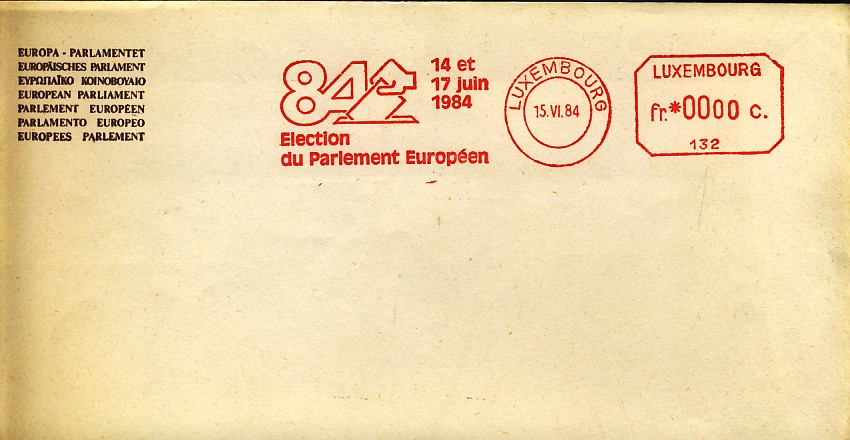 EUROPA - PARLAMENTET
EUROPÄISCHES PARLAMENT
ΕΥΡΩΠΑΪΚΟ ΚΟΙΝΟΒΟΥΛΙΟ
EUROPEAN PARLIAMENT
PARLEMENT EUROPÉEN
PARLAMENTO EUROPEO
EUROPEES PARLEMENT
84
14 et
17 juin
1984
Election
du Parlement Européen
LUXEMBOURG
15.VI.84
LUXEMBOURG
fr.*0000 c.
132